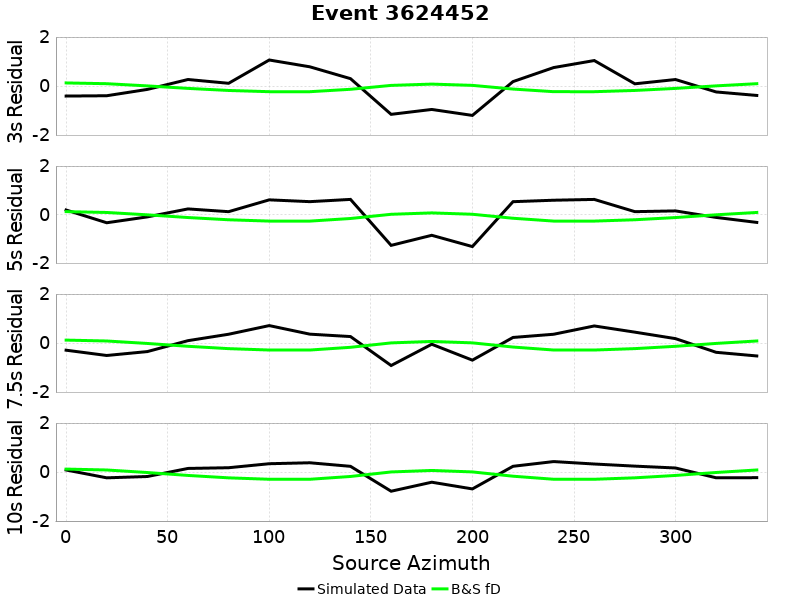 Event 3624452
3s Residual
2
0
-2
5s Residual
2
0
-2
7.5s Residual
2
0
-2
10s Residual
2
0
-2
0 50 100 150 200 250 300
Source Azimuth
Simulated Data B&S fD